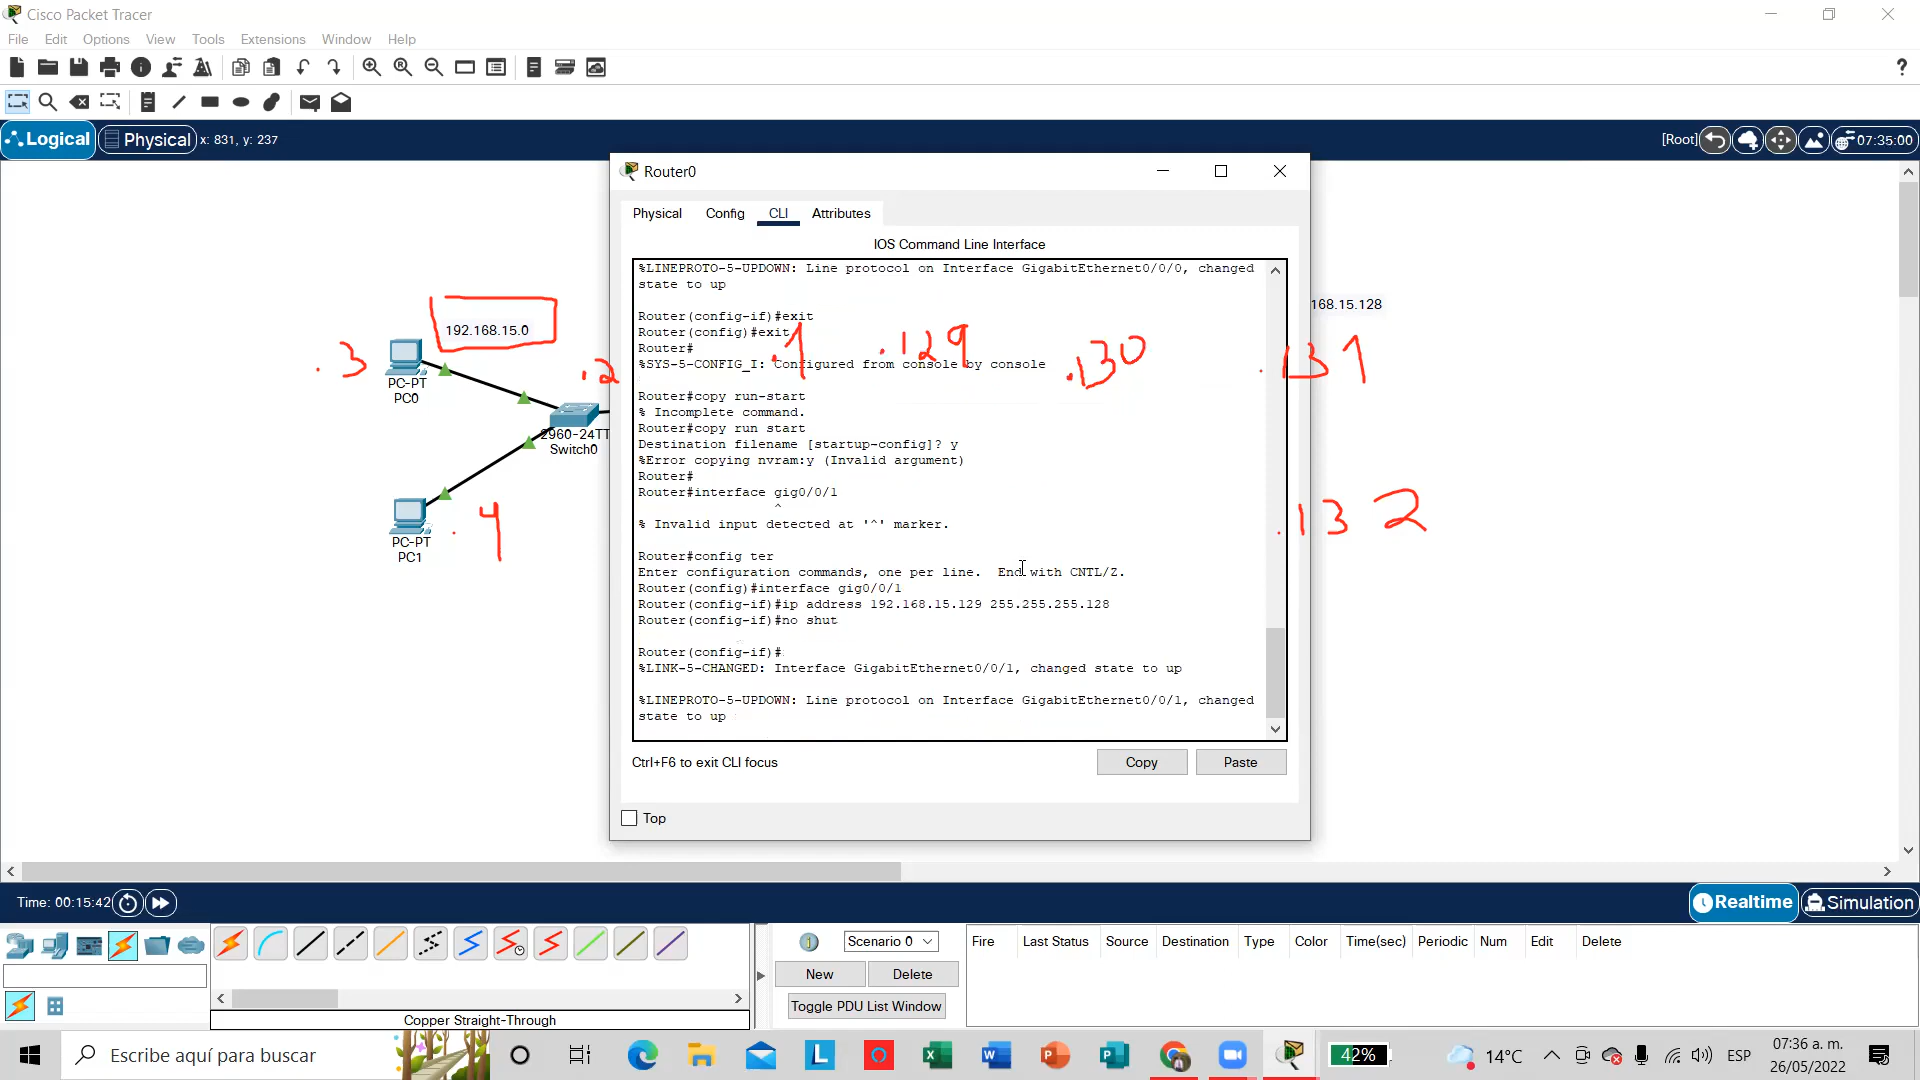 Cisco Packet Tracer
File Edit Options View Tools Extensions Window Help
Logical Physical x: 831, y: 237 [Root] 07:35:00
Router0
Physical Config CLI Attributes
IOS Command Line Interface
%LINEPROTO-5-UPDOWN: Line protocol on Interface GigabitEthernet0/0/0, changed
state to up
Router(config-if)#exit
Router(config)#exit
Router#
%SYS-5-CONFIG_I: Configured from console by console
Router#copy run-start
% Incomplete command.
Router#copy run start
Destination filename [startup-config]? y
%Error copying nvram:y (Invalid argument)
Router#
Router#interface gig0/0/1
^
% Invalid input detected at '^' marker.
Router#config ter
Enter configuration commands, one per line. End with CNTL/Z.
Router(config)#interface gig0/0/1
Router(config-if)#ip address 192.168.15.129 255.255.255.128
Router(config-if)#no shut
Router(config-if)#
%LINK-5-CHANGED: Interface GigabitEthernet0/0/1, changed state to up
%LINEPROTO-5-UPDOWN: Line protocol on Interface GigabitEthernet0/0/1, changed
state to up
Ctrl+F6 to exit CLI focus
Copy Paste
Top
192.168.15.0
168.15.128
.3
.2
.1
.129
.130
.131
PC-PT
PC0
2960-24TT
Switch0
.4
.132
PC-PT
PC1
Time: 00:15:42
Realtime Simulation
Scenario 0
New Delete
Toggle PDU List Window
Fire Last Status Source Destination Type Color Time(sec) Periodic Num Edit Delete
Copper Straight-Through
Escribe aquí para buscar
42%
14°C
ESP
07:36 a. m.
26/05/2022